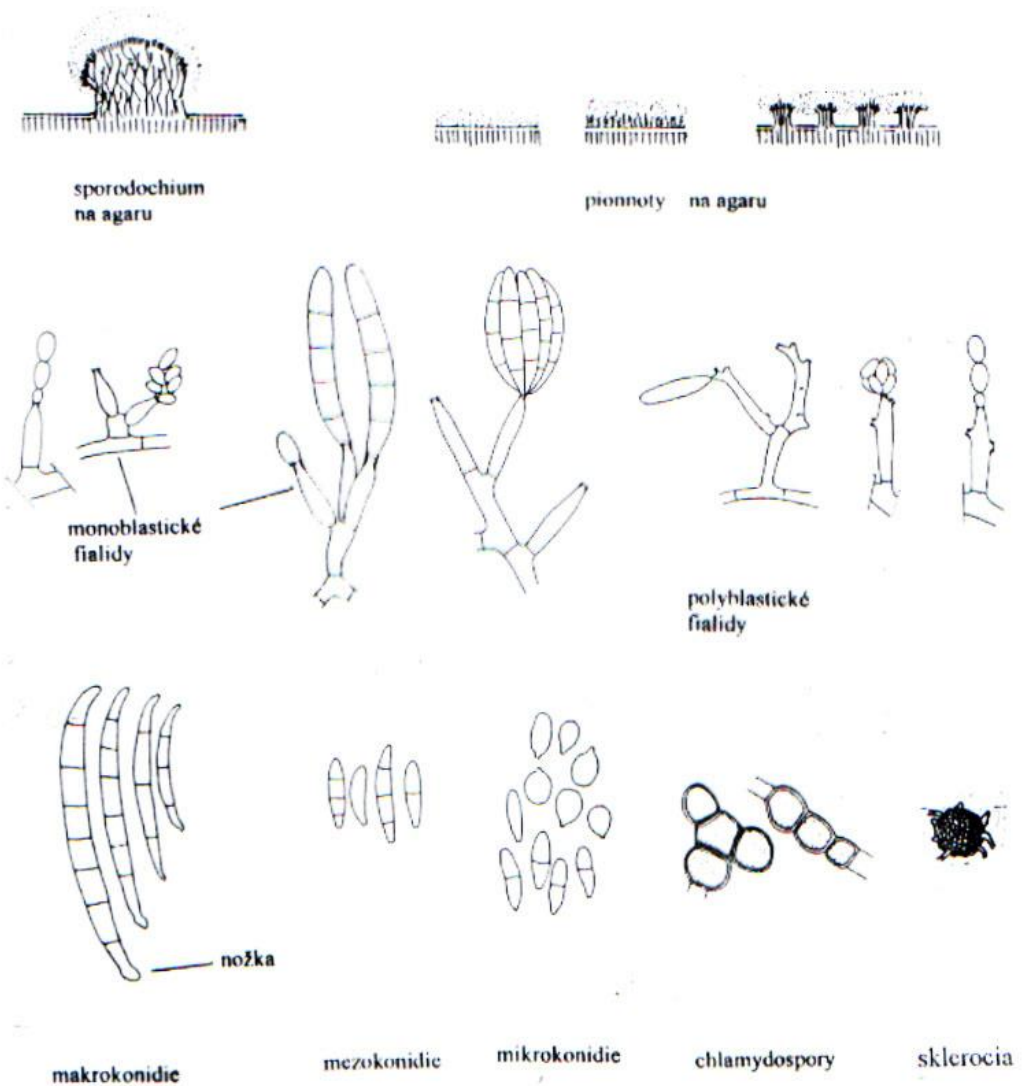 sporodochium
na agaru
pionnoty na agaru
monoblastické
fialidy
polyblastické
fialidy
nožka
makrokonidie
mezokonidie
mikrokonidie
chlamydospory
sklerocia